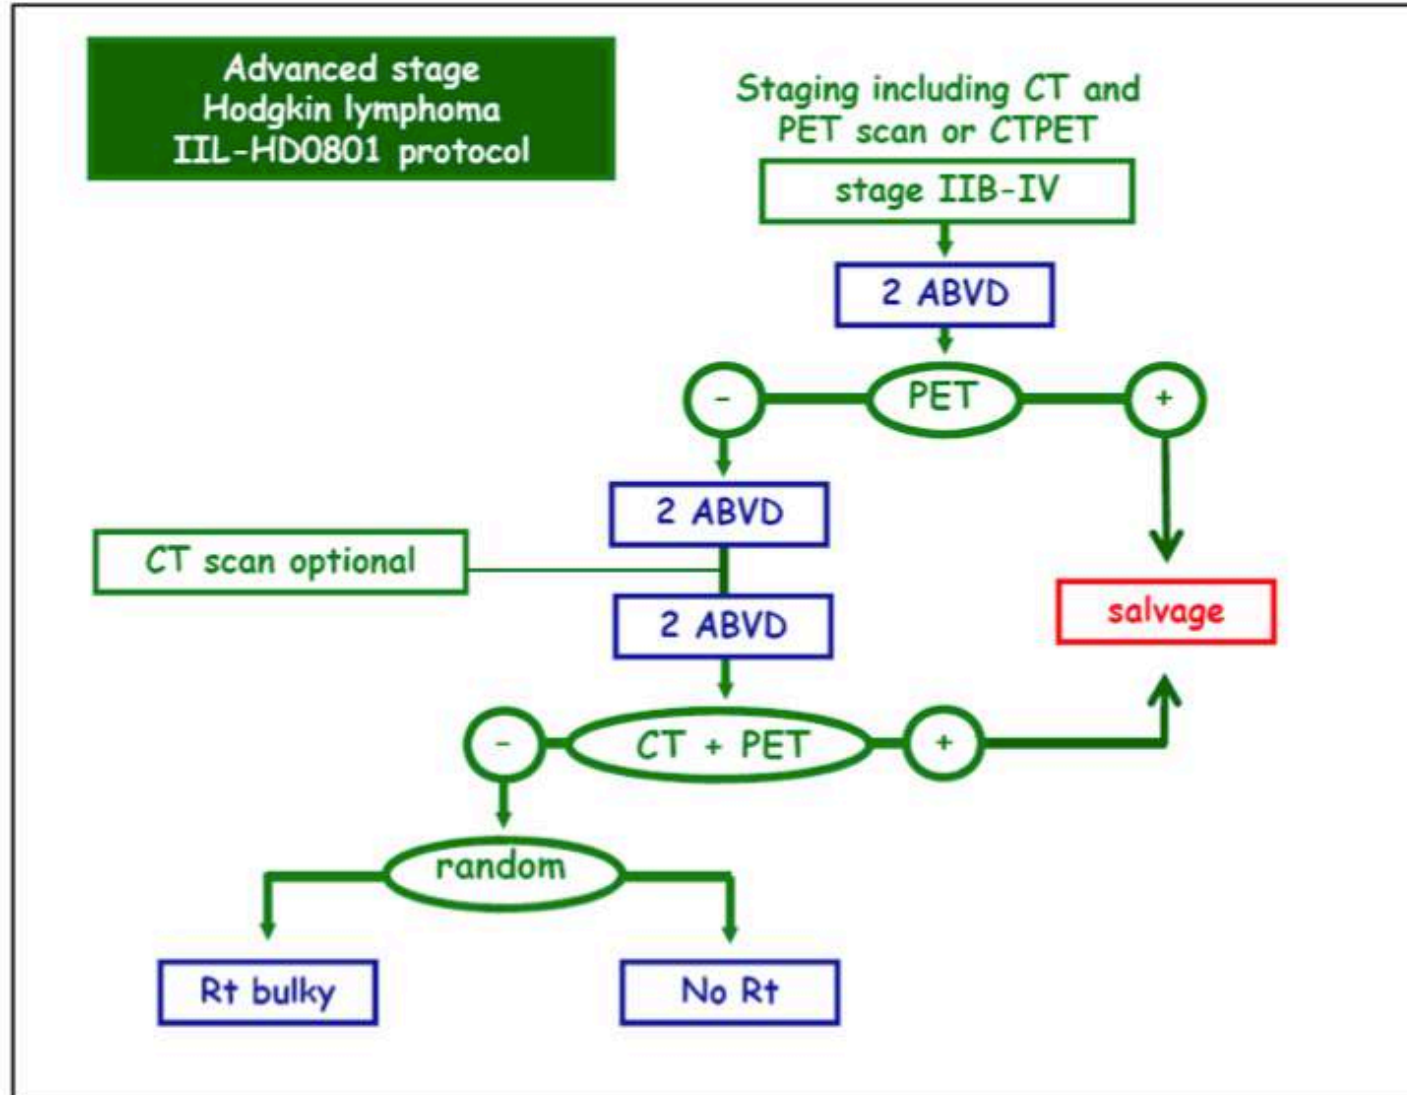 Advanced stage
Hodgkin lymphoma
IIL-HD0801 protocol
Staging including CT and
PET scan or CTPET
stage IIB-IV
2 ABVD
- PET +
2 ABVD
CT scan optional
2 ABVD
salvage
- CT + PET +
random
Rt bulky
No Rt